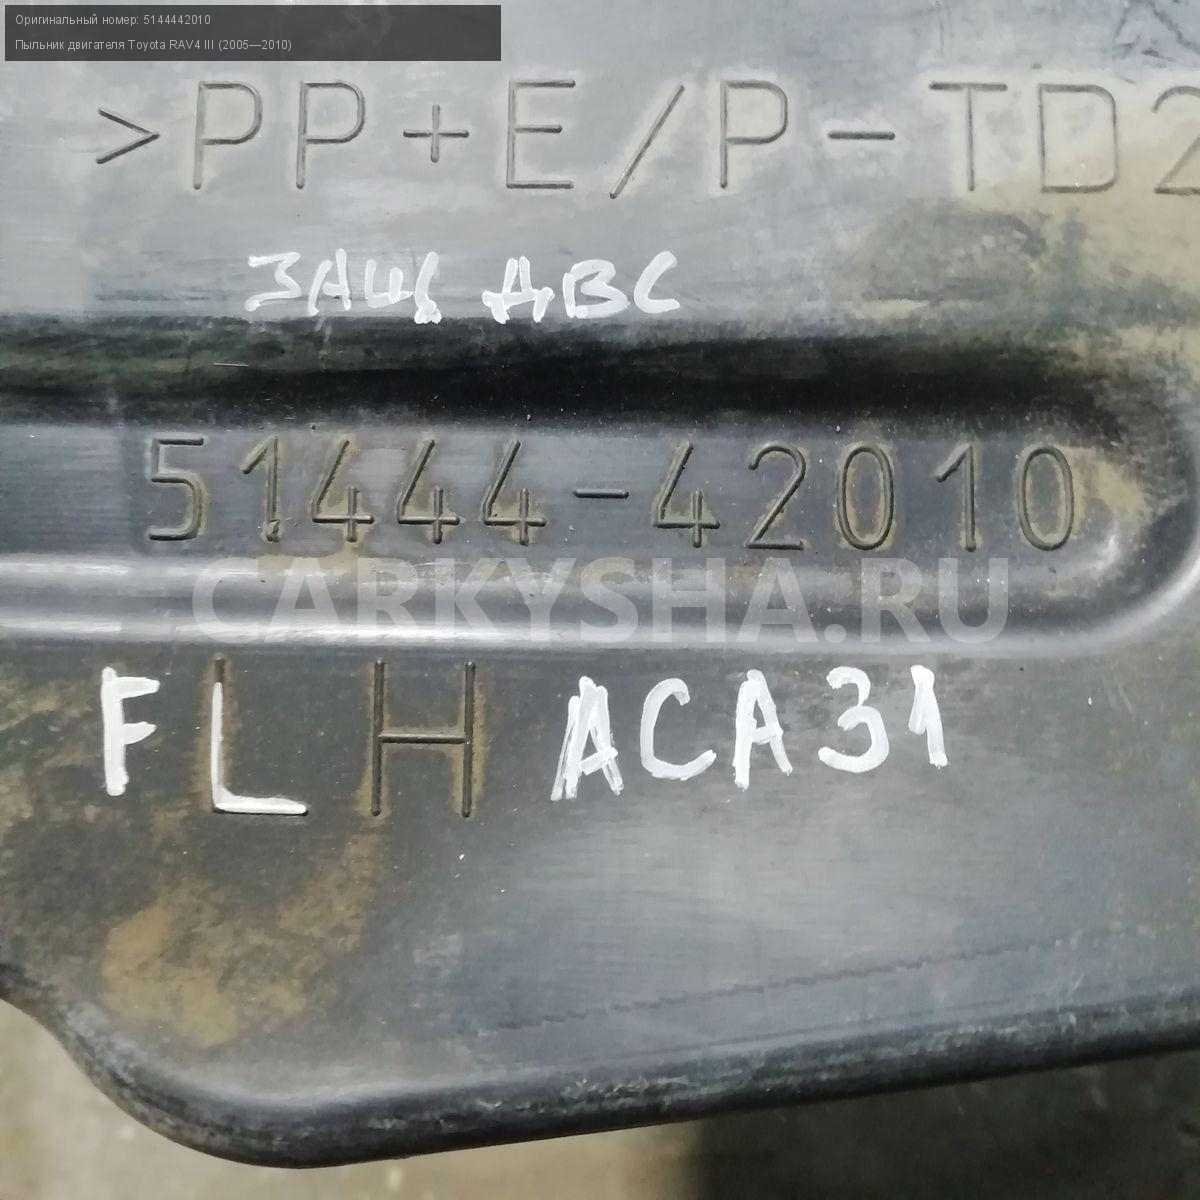 Оригинальный номер: 5144442010
Пыльник двигателя Toyota RAV4 III (2005—2010)
>PP+E/P-TD2
ЗАЩ ДВС
51444-42010
CARKYSHA.RU
FLH ACA31